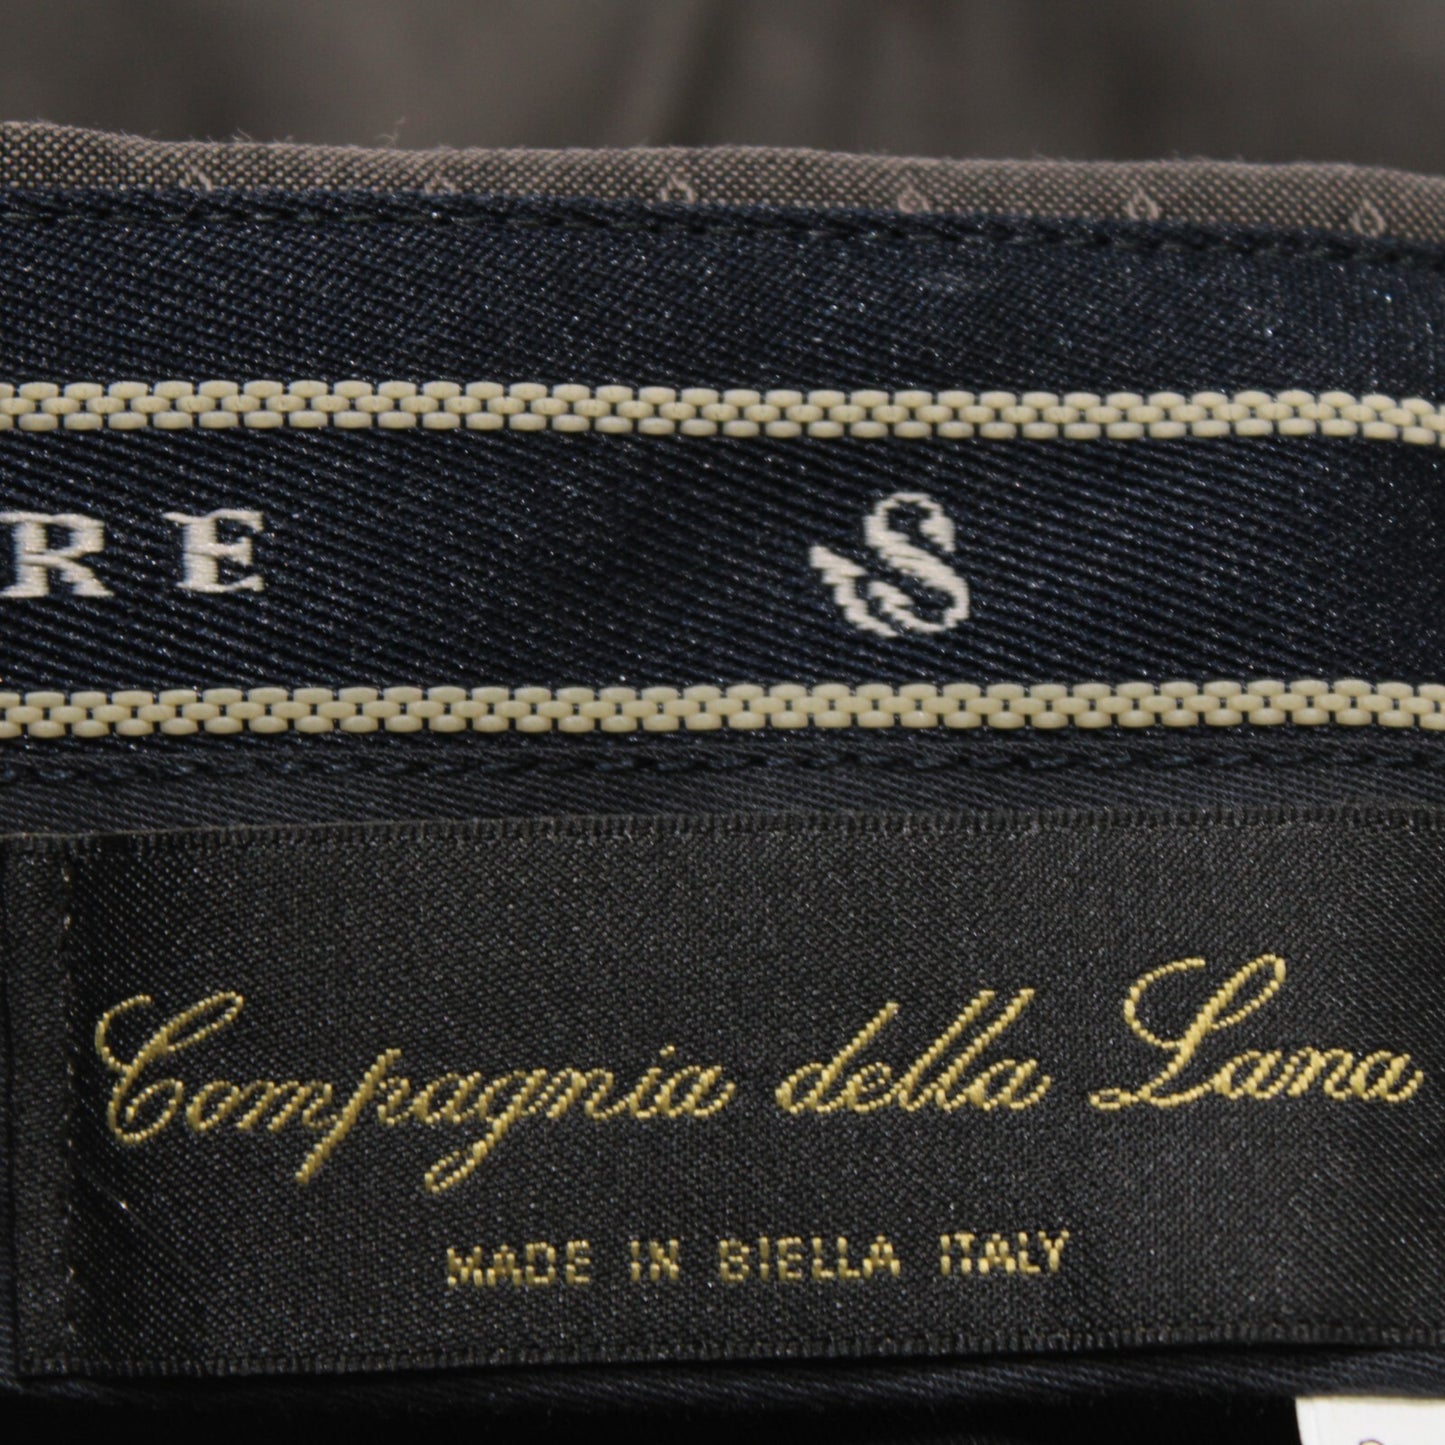 RE S
Compagnia della Lana
MADE IN BIELLA ITALY